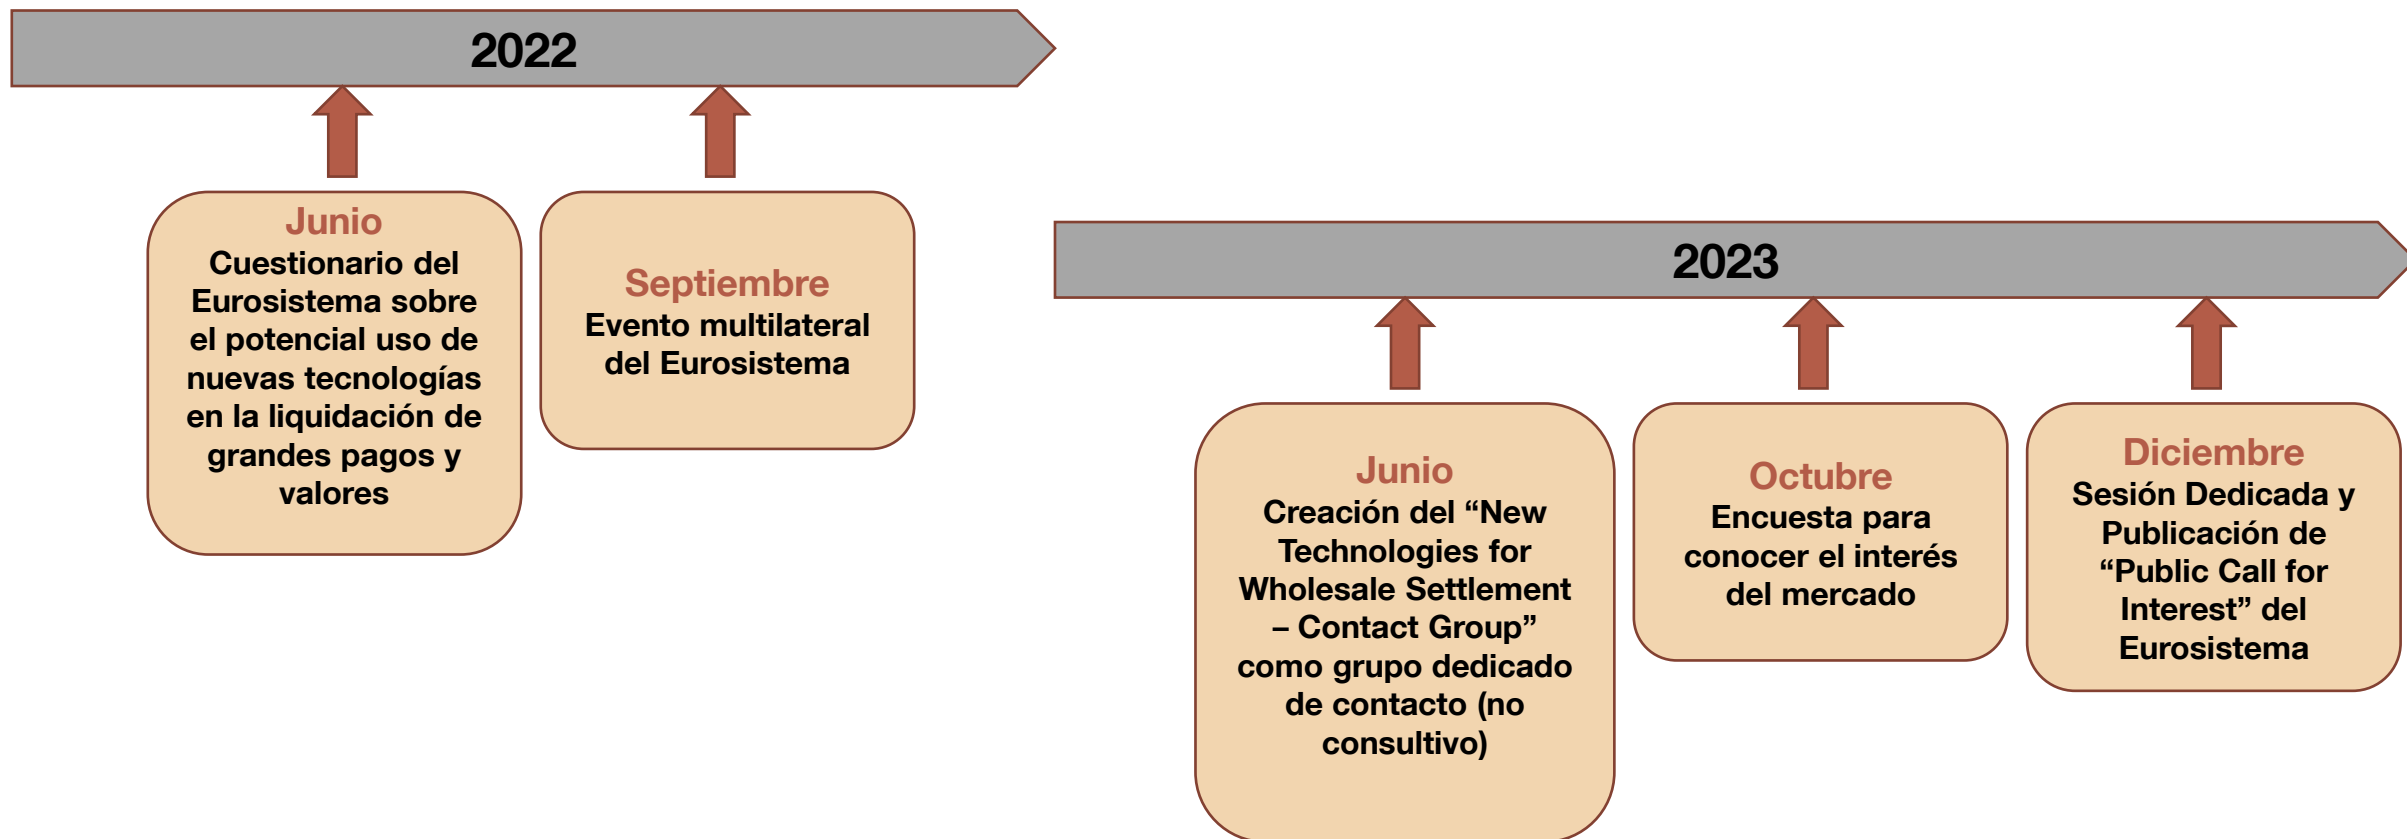 2022
Junio
Cuestionario del
Eurosistema sobre
el potencial uso de
nuevas tecnologías
en la liquidación de
grandes pagos y
valores
Septiembre
Evento multilateral
del Eurosistema
2023
Junio
Creación del “New
Technologies for
Wholesale Settlement
– Contact Group”
como grupo dedicado
de contacto (no
consultivo)
Octubre
Encuesta para
conocer el interés
del mercado
Diciembre
Sesión Dedicada y
Publicación de
“Public Call for
Interest” del
Eurosistema